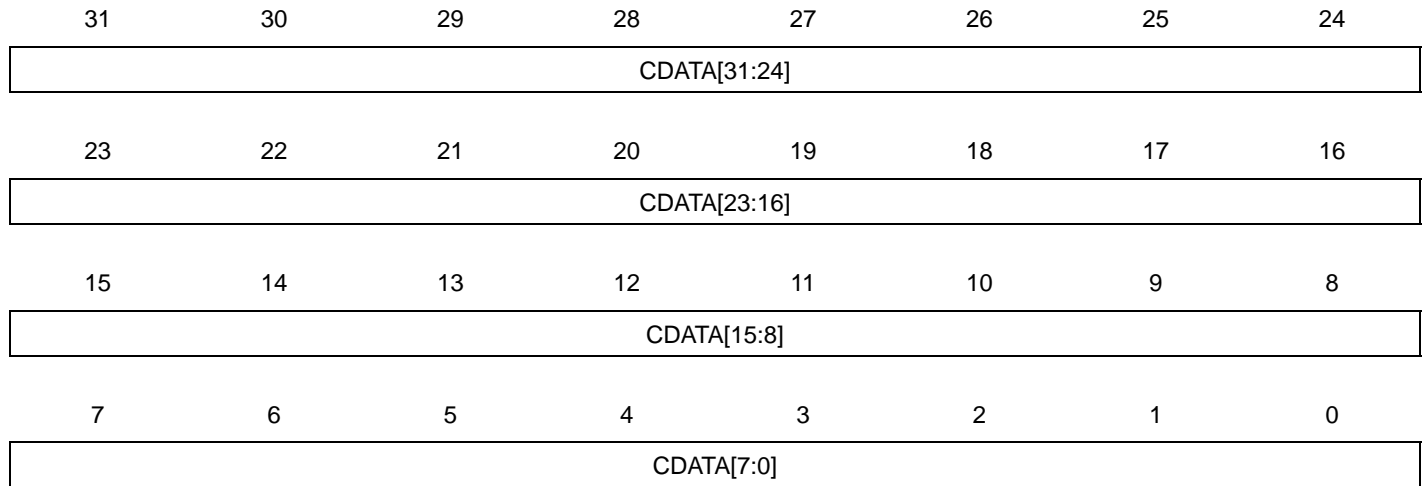 31 30 29 28 27 26 25 24
CDATA[31:24]
23 22 21 20 19 18 17 16
CDATA[23:16]
15 14 13 12 11 10 9 8
CDATA[15:8]
7 6 5 4 3 2 1 0
CDATA[7:0]